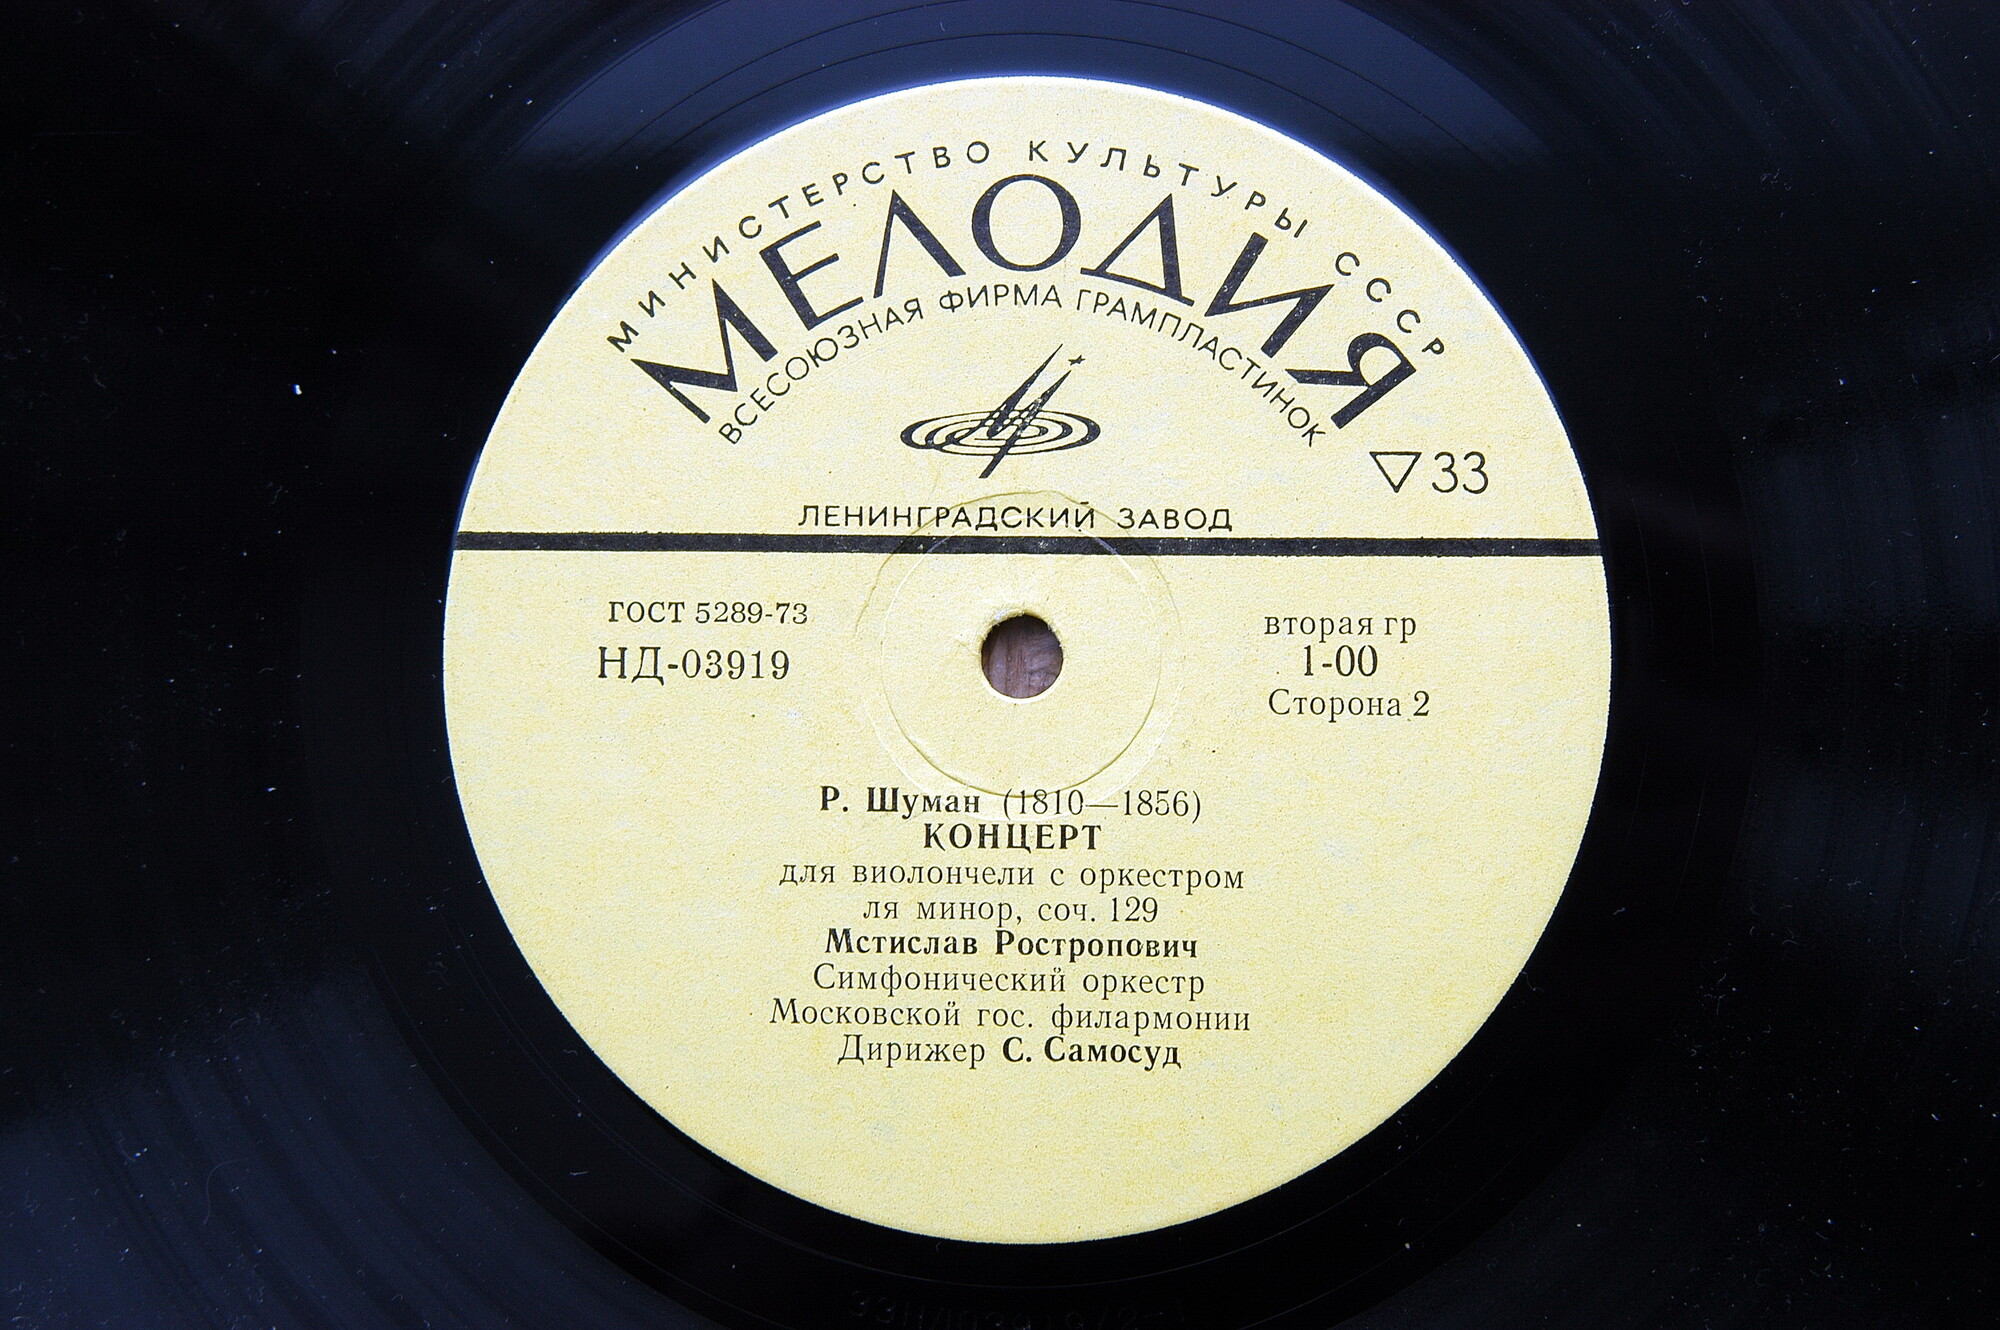 МИНИСТЕРСТВО КУЛЬТУРЫ СССР
МЕЛОДИЯ
ВСЕСОЮЗНАЯ ФИРМА ГРАМПЛАСТИНОК
▽33
ЛЕНИНГРАДСКИЙ ЗАВОД
ГОСТ 5289-73
НД-03919
вторая гр
1-00
Сторона 2
Р. Шуман (1810—1856)
КОНЦЕРТ
для виолончели с оркестром
ля минор, соч. 129
Мстислав Ростропович
Симфонический оркестр
Московской гос. филармонии
Дирижер С. Самосуд